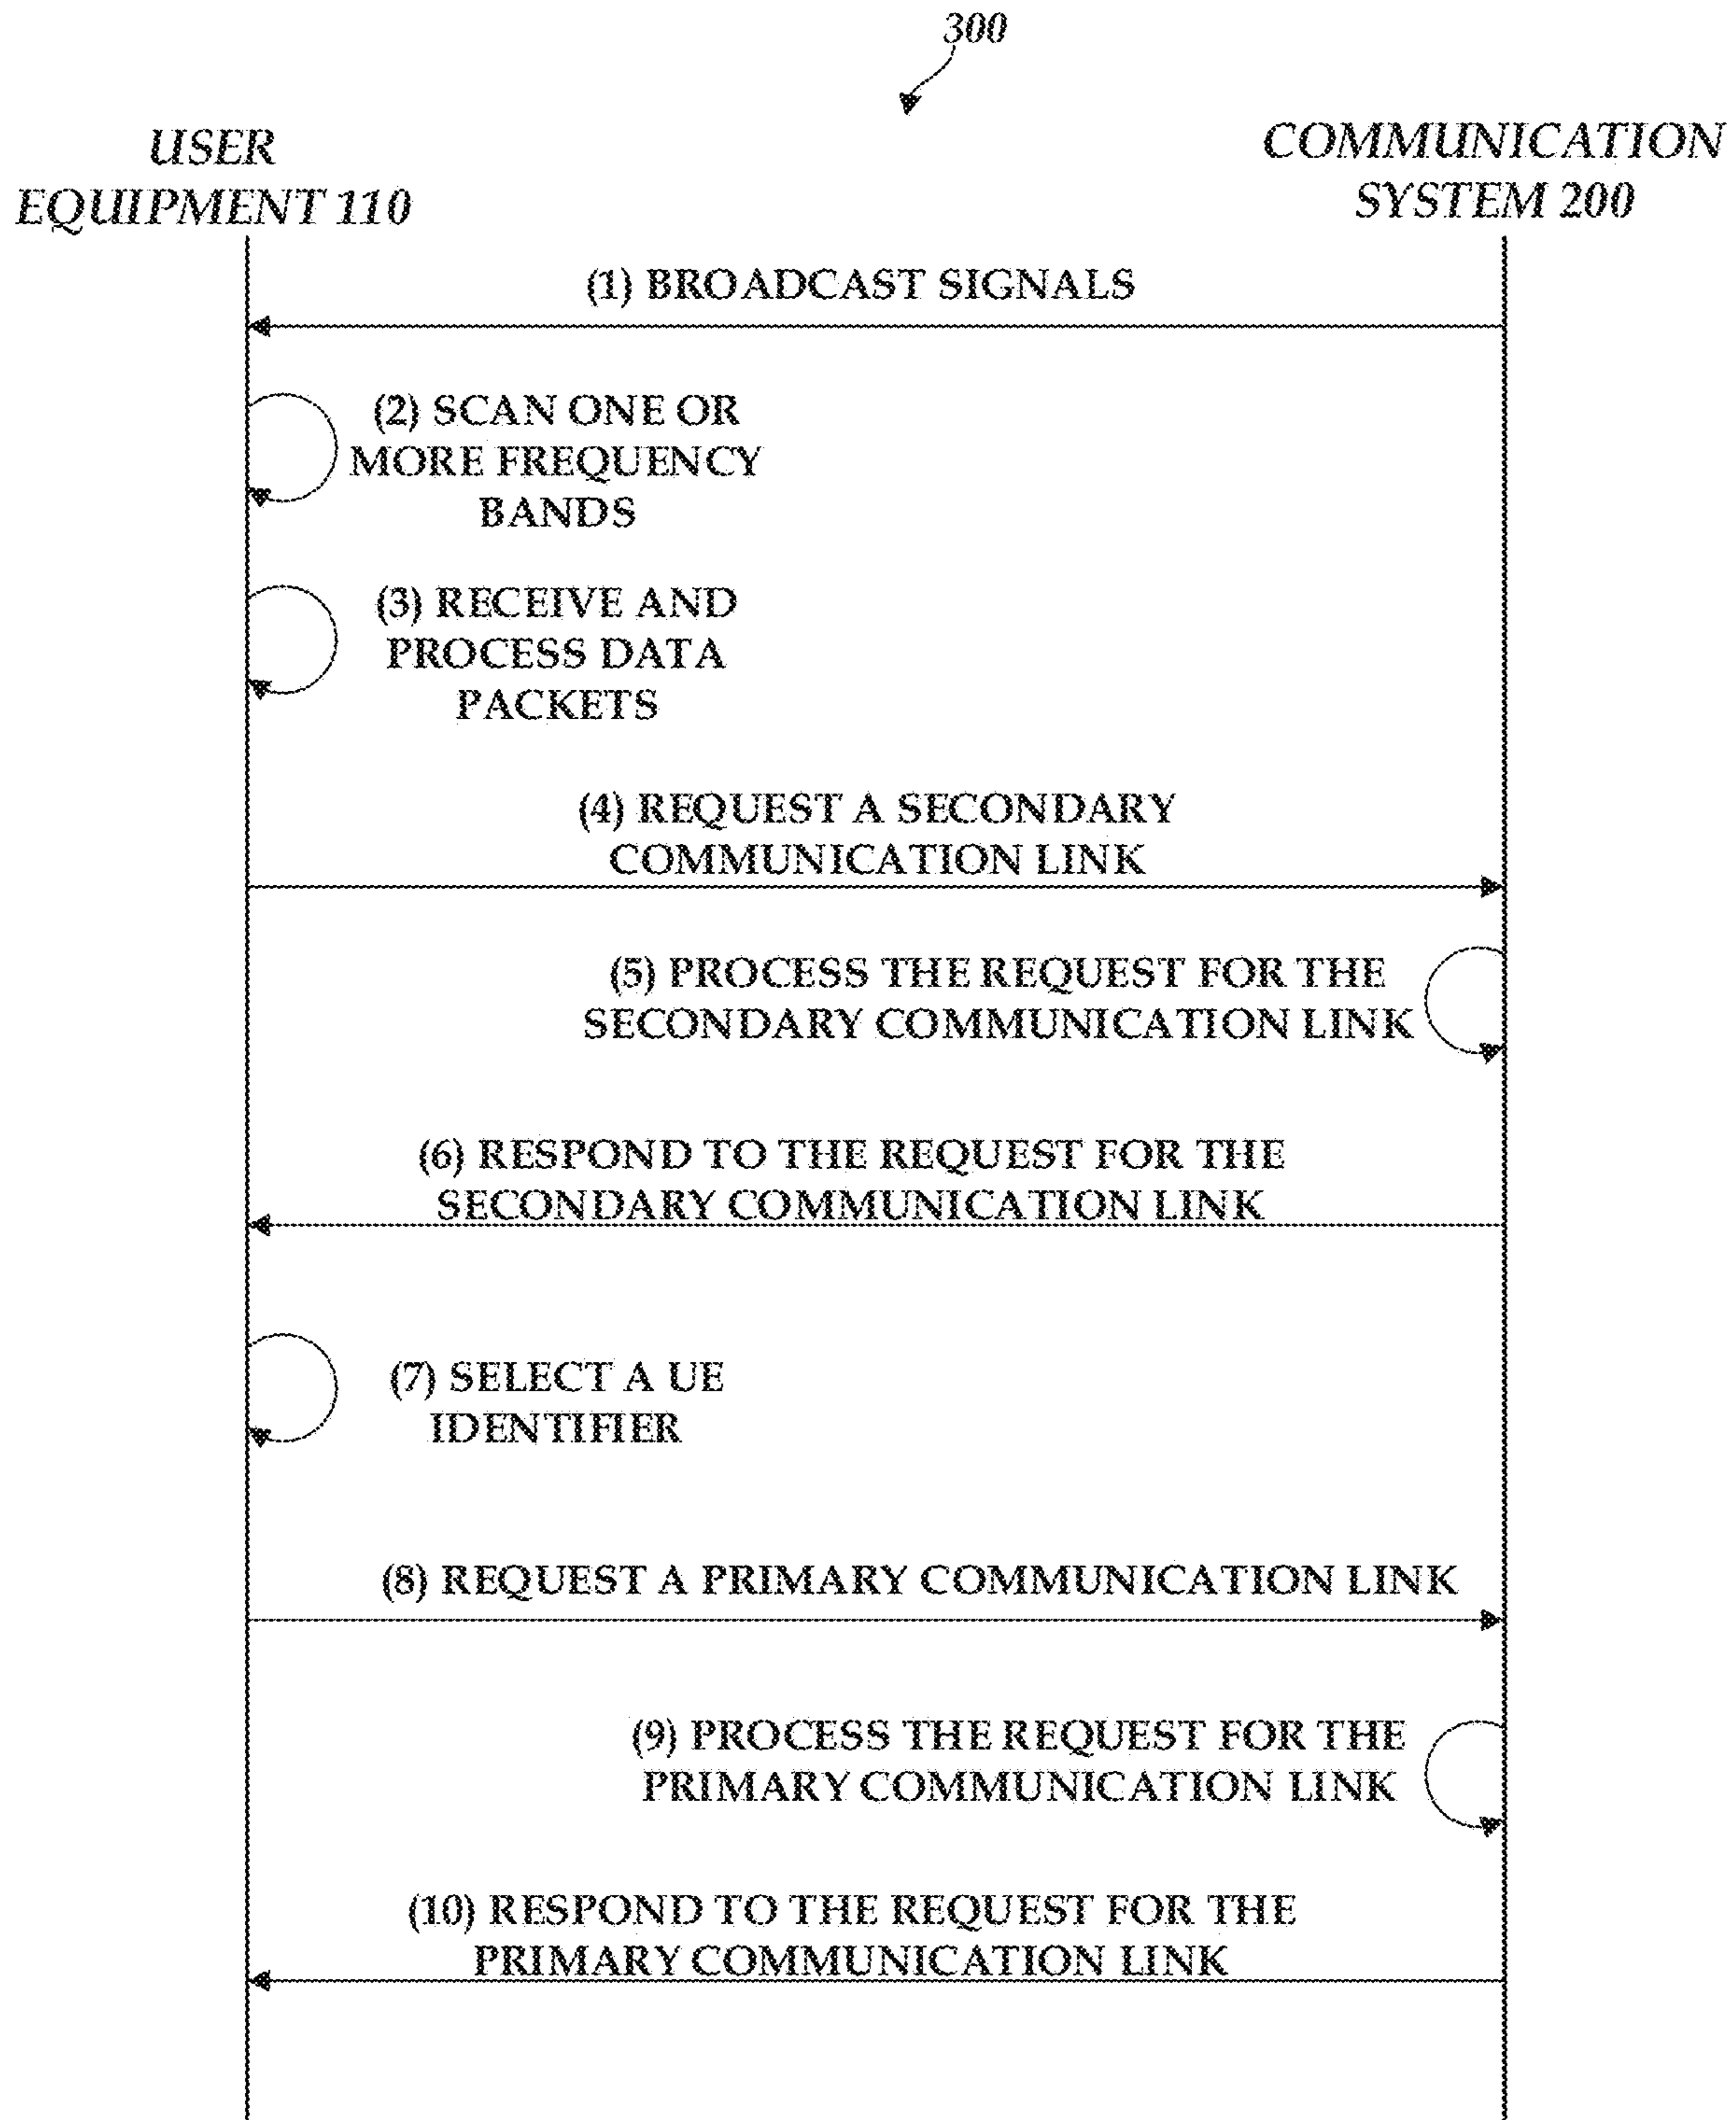 300
USER
EQUIPMENT 110
COMMUNICATION
SYSTEM 200
(1) BROADCAST SIGNALS
(2) SCAN ONE OR
MORE FREQUENCY
BANDS
(3) RECEIVE AND
PROCESS DATA
PACKETS
(4) REQUEST A SECONDARY
COMMUNICATION LINK
(5) PROCESS THE REQUEST FOR THE
SECONDARY COMMUNICATION LINK
(6) RESPOND TO THE REQUEST FOR THE
SECONDARY COMMUNICATION LINK
(7) SELECT A UE
IDENTIFIER
(8) REQUEST A PRIMARY COMMUNICATION LINK
(9) PROCESS THE REQUEST FOR THE
PRIMARY COMMUNICATION LINK
(10) RESPOND TO THE REQUEST FOR THE
PRIMARY COMMUNICATION LINK